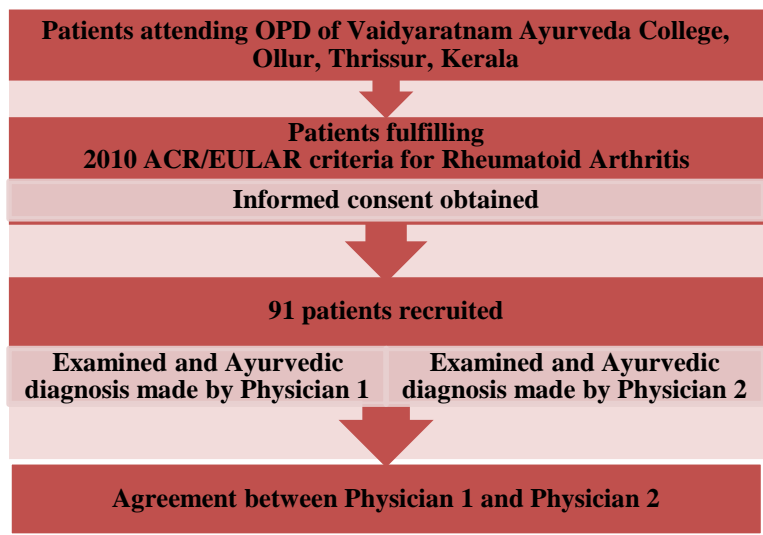 Patients attending OPD of Vaidyaratnam Ayurveda College,
Ollur, Thrissur, Kerala
Patients fulfilling
2010 ACR/EULAR criteria for Rheumatoid Arthritis
Informed consent obtained
91 patients recruited
Examined and Ayurvedic
diagnosis made by Physician 1
Examined and Ayurvedic
diagnosis made by Physician 2
Agreement between Physician 1 and Physician 2